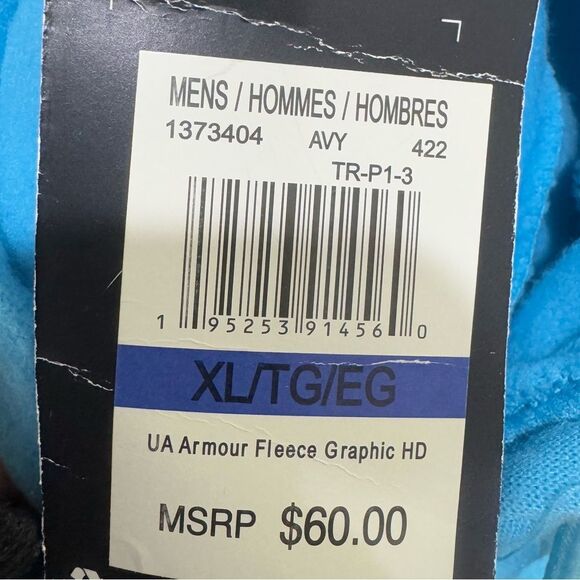 MENS / HOMMES / HOMBRES
1373404 AVY 422
TR-P1-3
1 95253 91456 0
XL/TG/EG
UA Armour Fleece Graphic HD
MSRP $60.00